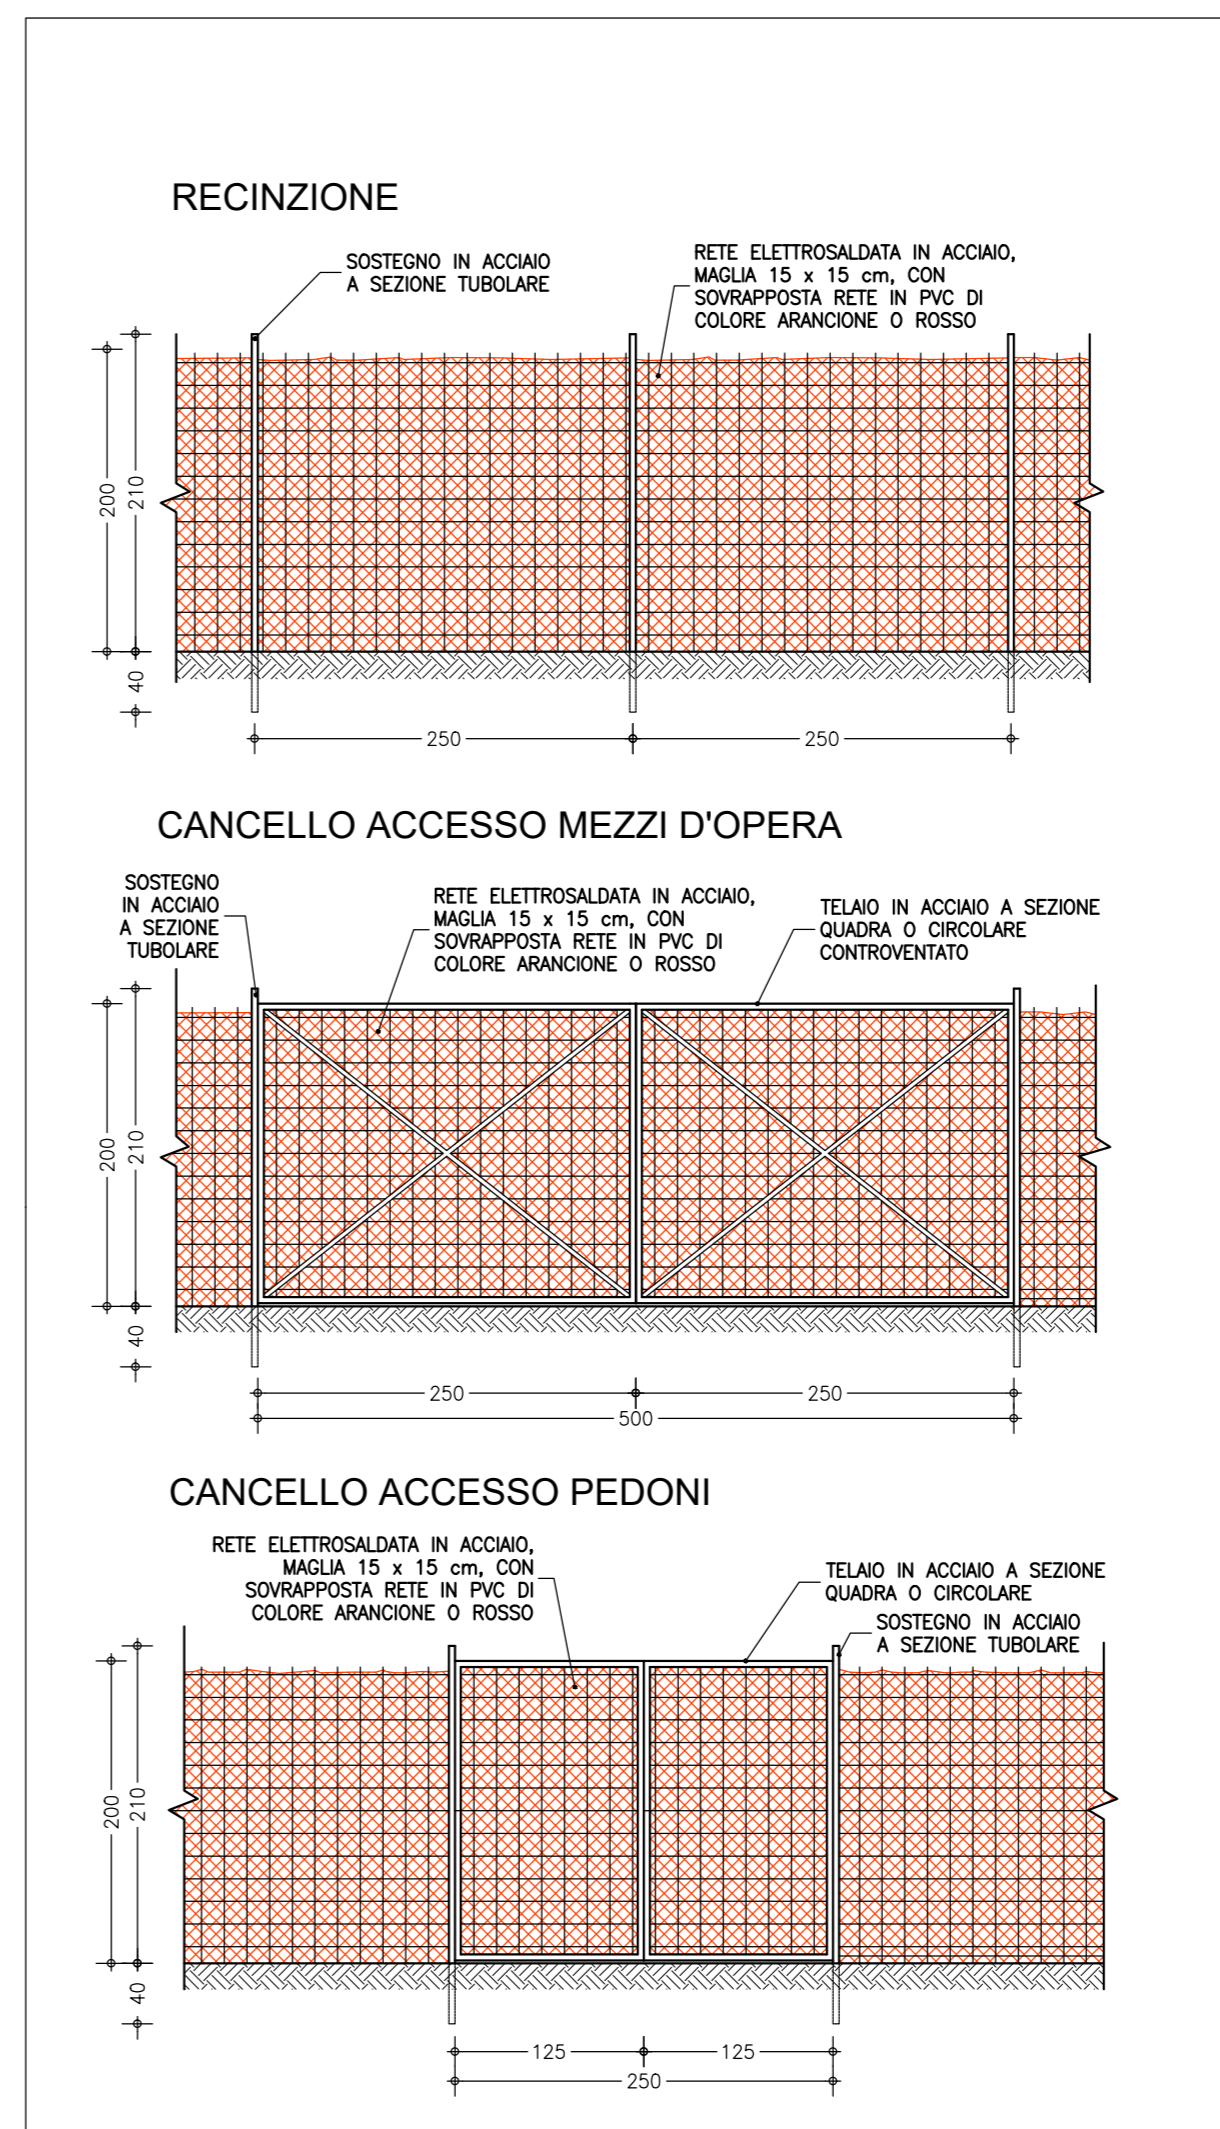 RECINZIONE
SOSTEGNO IN ACCIAIO
A SEZIONE TUBOLARE
RETE ELETTROSALDATA IN ACCIAIO,
MAGLIA 15 x 15 cm, CON
SOVRAPPOSTA RETE IN PVC DI
COLORE ARANCIONE O ROSSO
200
210
40
250
250
CANCELLO ACCESSO MEZZI D'OPERA
SOSTEGNO
IN ACCIAIO
A SEZIONE
TUBOLARE
RETE ELETTROSALDATA IN ACCIAIO,
MAGLIA 15 x 15 cm, CON
SOVRAPPOSTA RETE IN PVC DI
COLORE ARANCIONE O ROSSO
TELAIO IN ACCIAIO A SEZIONE
QUADRA O CIRCOLARE
CONTROVENTATO
200
210
40
250
250
500
CANCELLO ACCESSO PEDONI
RETE ELETTROSALDATA IN ACCIAIO,
MAGLIA 15 x 15 cm, CON
SOVRAPPOSTA RETE IN PVC DI
COLORE ARANCIONE O ROSSO
TELAIO IN ACCIAIO A SEZIONE
QUADRA O CIRCOLARE
SOSTEGNO IN ACCIAIO
A SEZIONE TUBOLARE
200
210
40
125
125
250